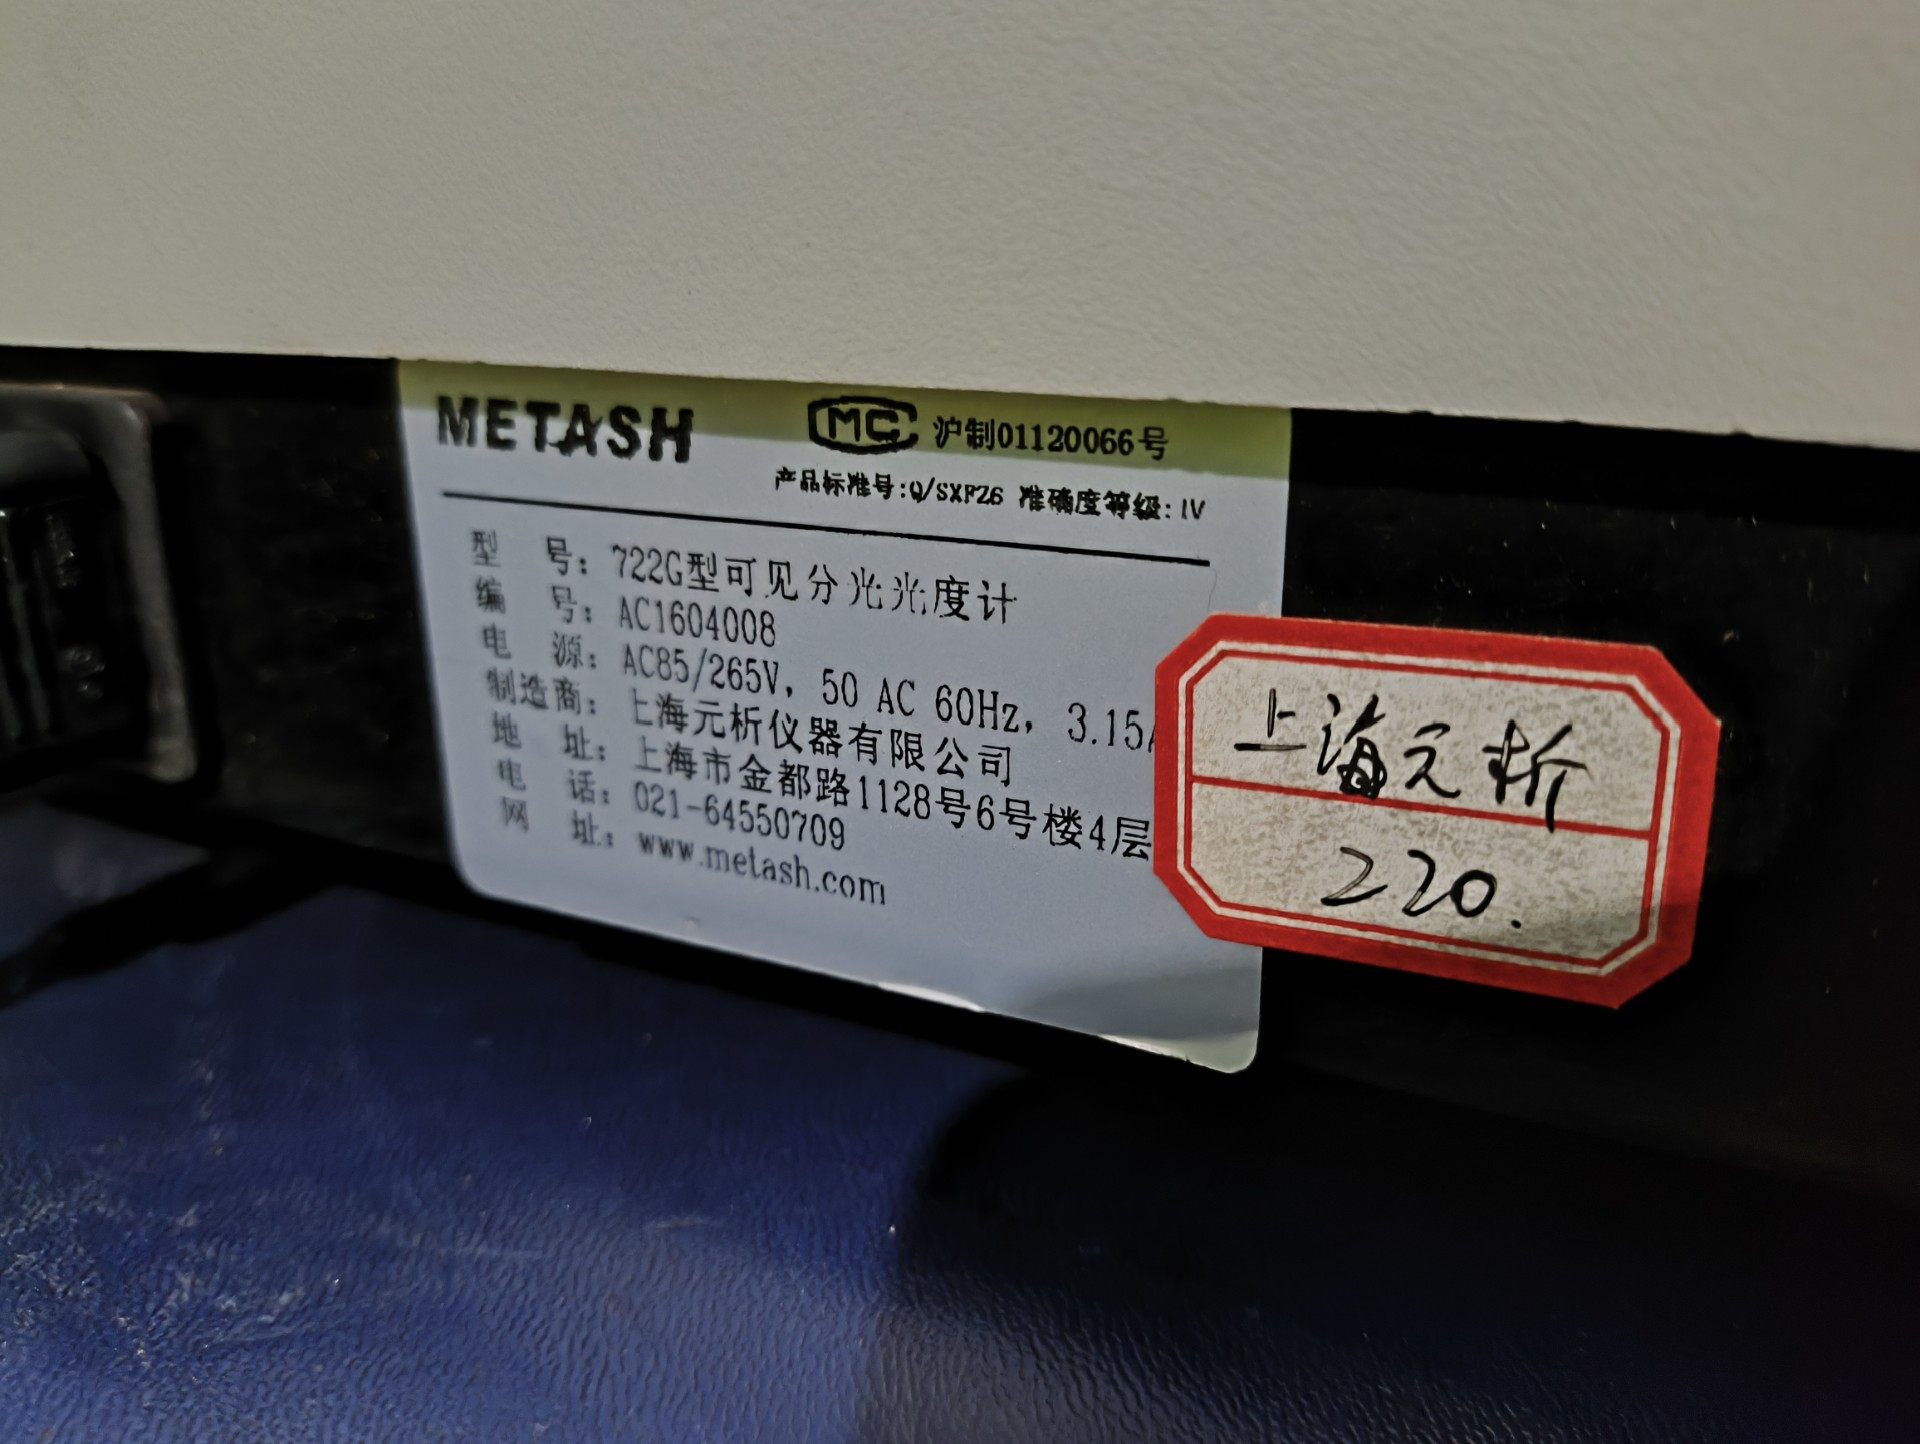 METASH
MC 沪制01120066号
产品标准号:Q/SXFZ6 准确度等级:IV
型 号: 722G型可见分光光度计
编 号: AC1604008
电 源: AC85/265V, 50 AC 60Hz, 3.15A
制造商: 上海元析仪器有限公司
地 址: 上海市金都路1128号6号楼4层
电 话: 021-64550709
网 址: www.metash.com
上海元析
220.